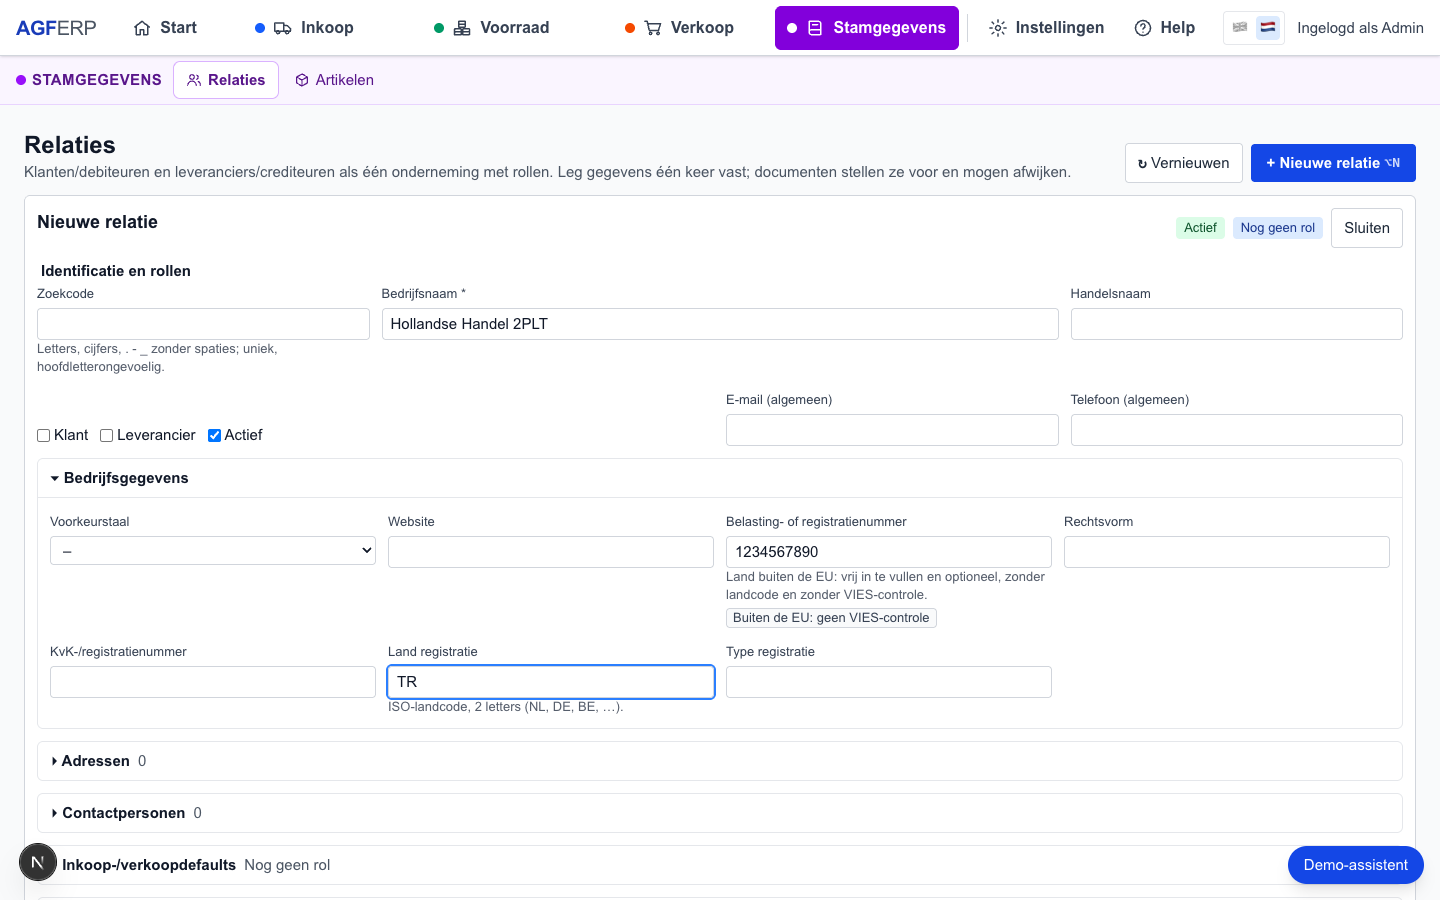 AGFERP
Start
Inkoop
Voorraad
Verkoop
Stamgegevens
Instellingen
Help
Ingelogd als Admin
STAMGEGEVENS
Relaties
Artikelen
Relaties
Klanten/debiteuren en leveranciers/crediteuren als één onderneming met rollen. Leg gegevens één keer vast; documenten stellen ze voor en mogen afwijken.
↻ Vernieuwen
+ Nieuwe relatie ⌥N
Nieuwe relatie
Actief
Nog geen rol
Sluiten
Identificatie en rollen
Zoekcode
Bedrijfsnaam *
Handelsnaam
Hollandse Handel 2PLT
Letters, cijfers, . - _ zonder spaties; uniek,
hoofdletterongevoelig.
E-mail (algemeen)
Telefoon (algemeen)
Klant
Leverancier
Actief
Bedrijfsgegevens
Voorkeurstaal
Website
Belasting- of registratienummer
Rechtsvorm
–
1234567890
Land buiten de EU: vrij in te vullen en optioneel, zonder
landcode en zonder VIES-controle.
Buiten de EU: geen VIES-controle
KvK-/registratienummer
Land registratie
Type registratie
TR
ISO-landcode, 2 letters (NL, DE, BE, …).
Adressen 0
Contactpersonen 0
Inkoop-/verkoopdefaults Nog geen rol
N
Demo-assistent